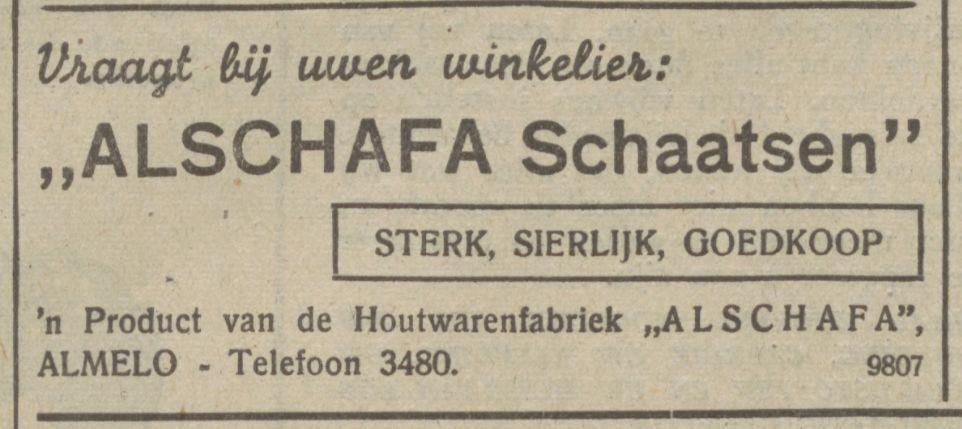 Vraagt bij uwen winkelier:
„ALSCHAFA Schaatsen”
STERK, SIERLIJK, GOEDKOOP
'n Product van de Houtwarenfabriek „ALSCHAFA”,
ALMELO - Telefoon 3480. 9807